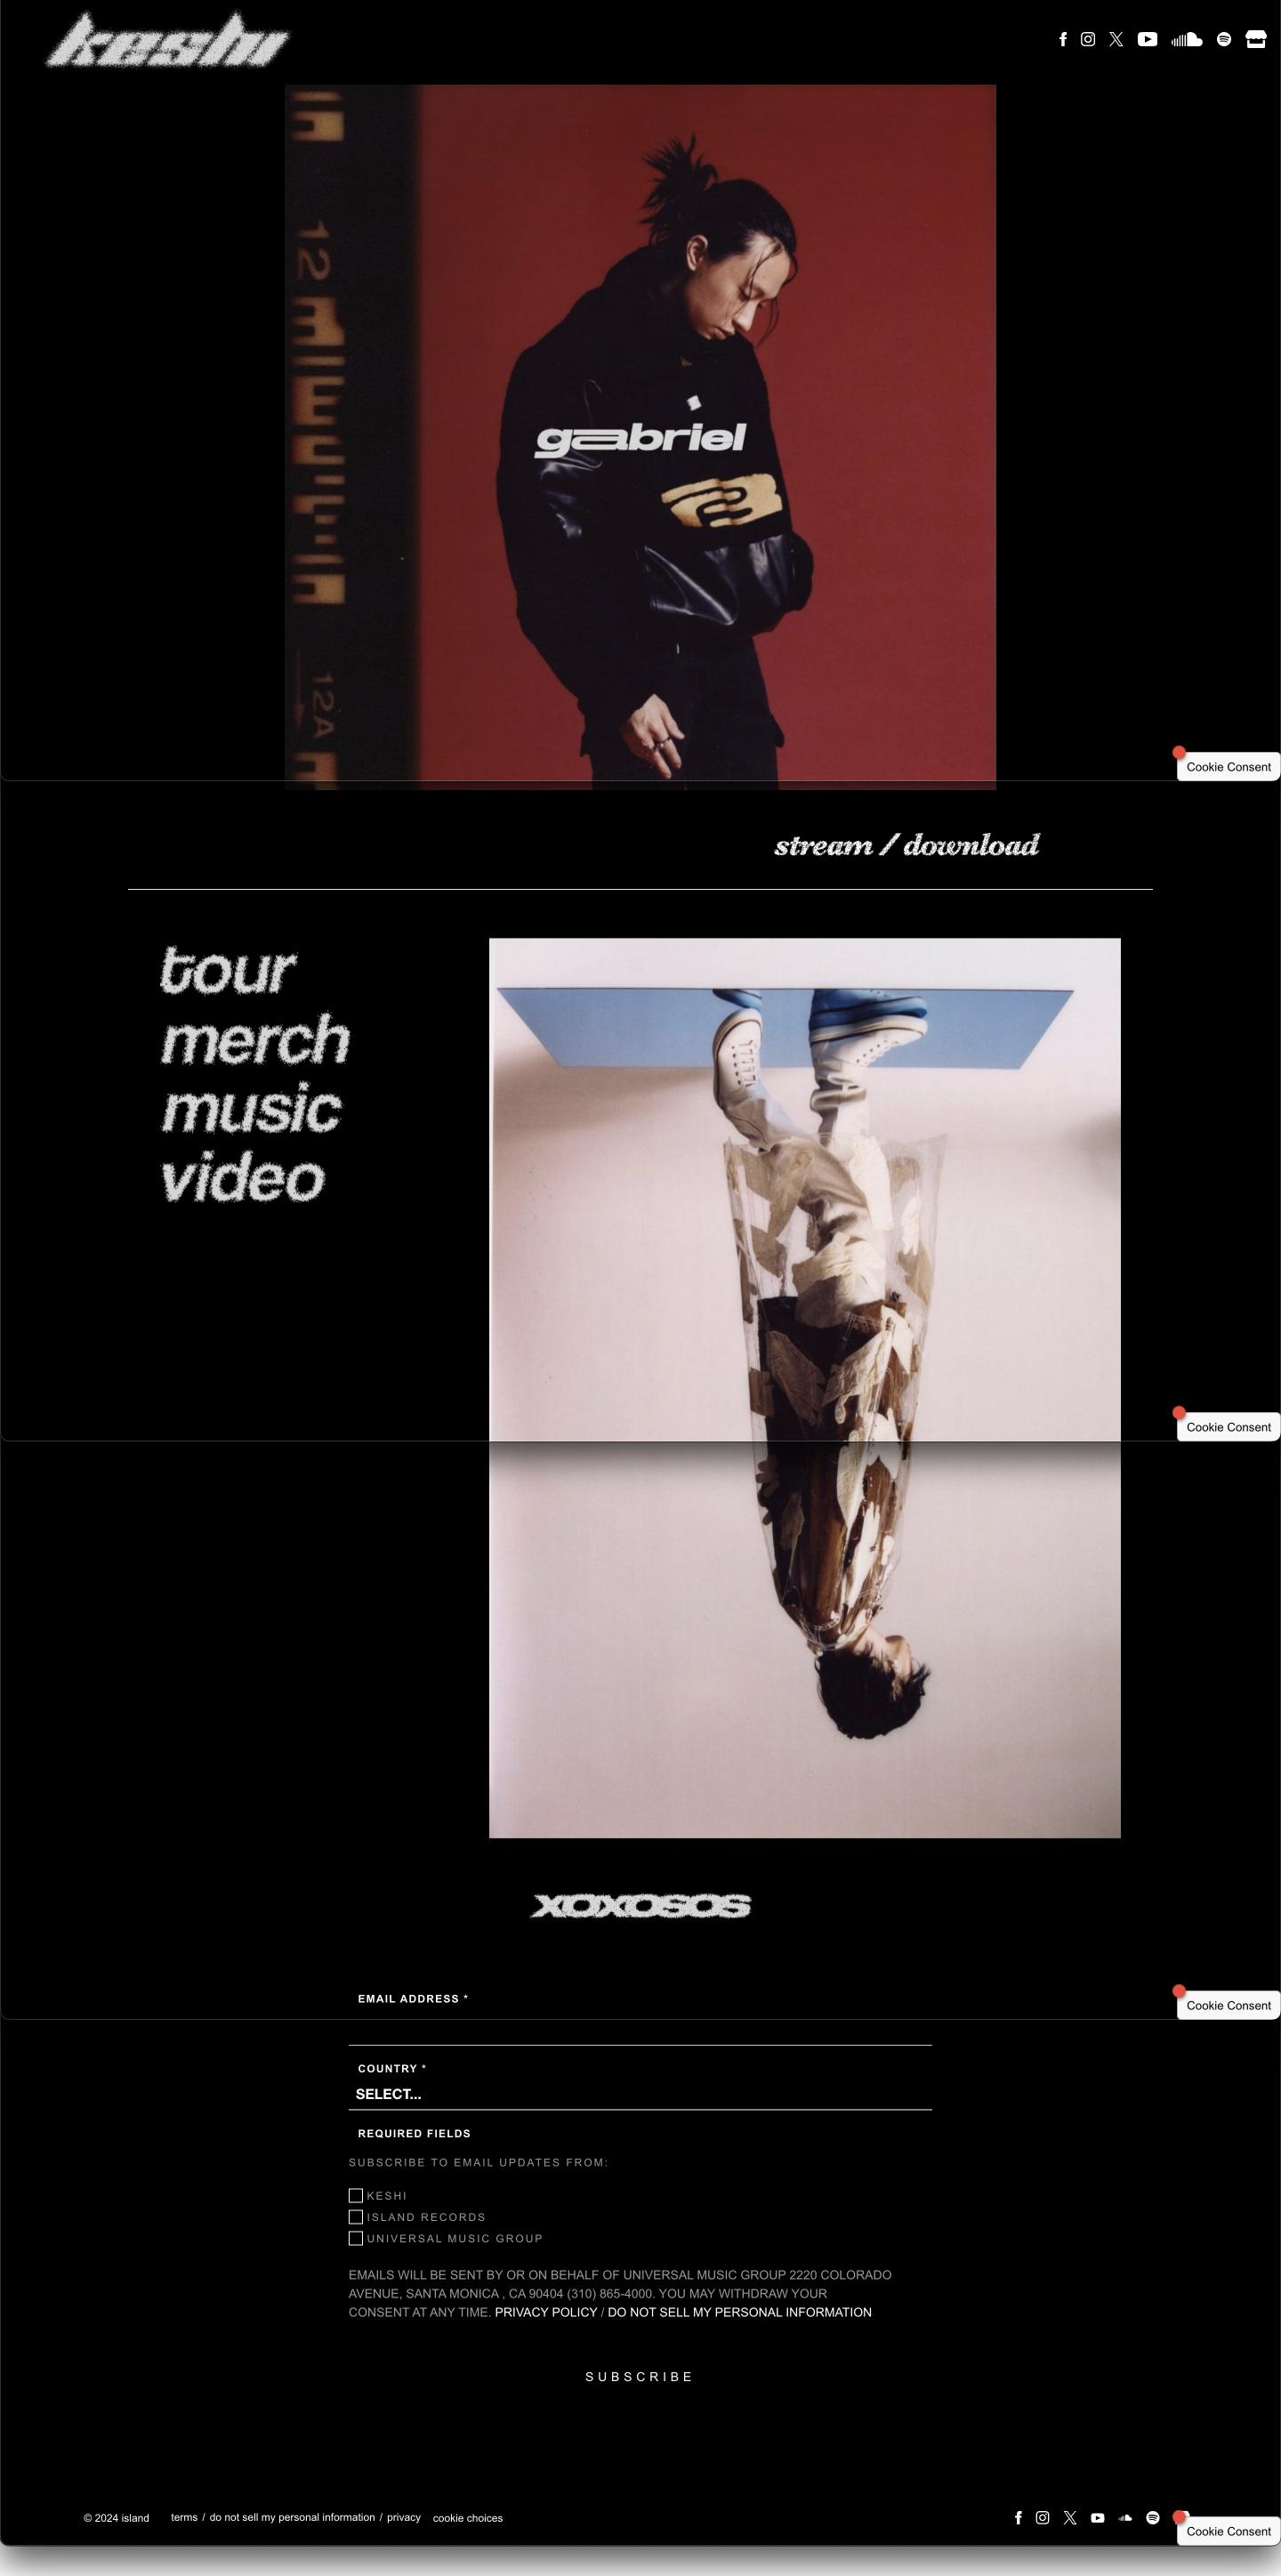 keshi
12
gabriel
12A
Cookie Consent
stream / download
tour
merch
music
video
Cookie Consent
xoxosos
EMAIL ADDRESS *
Cookie Consent
COUNTRY *
SELECT...
REQUIRED FIELDS
SUBSCRIBE TO EMAIL UPDATES FROM:
KESHI
ISLAND RECORDS
UNIVERSAL MUSIC GROUP
EMAILS WILL BE SENT BY OR ON BEHALF OF UNIVERSAL MUSIC GROUP 2220 COLORADO
AVENUE, SANTA MONICA , CA 90404 (310) 865-4000. YOU MAY WITHDRAW YOUR
CONSENT AT ANY TIME. PRIVACY POLICY / DO NOT SELL MY PERSONAL INFORMATION
SUBSCRIBE
© 2024 island terms / do not sell my personal information / privacy cookie choices
Cookie Consent